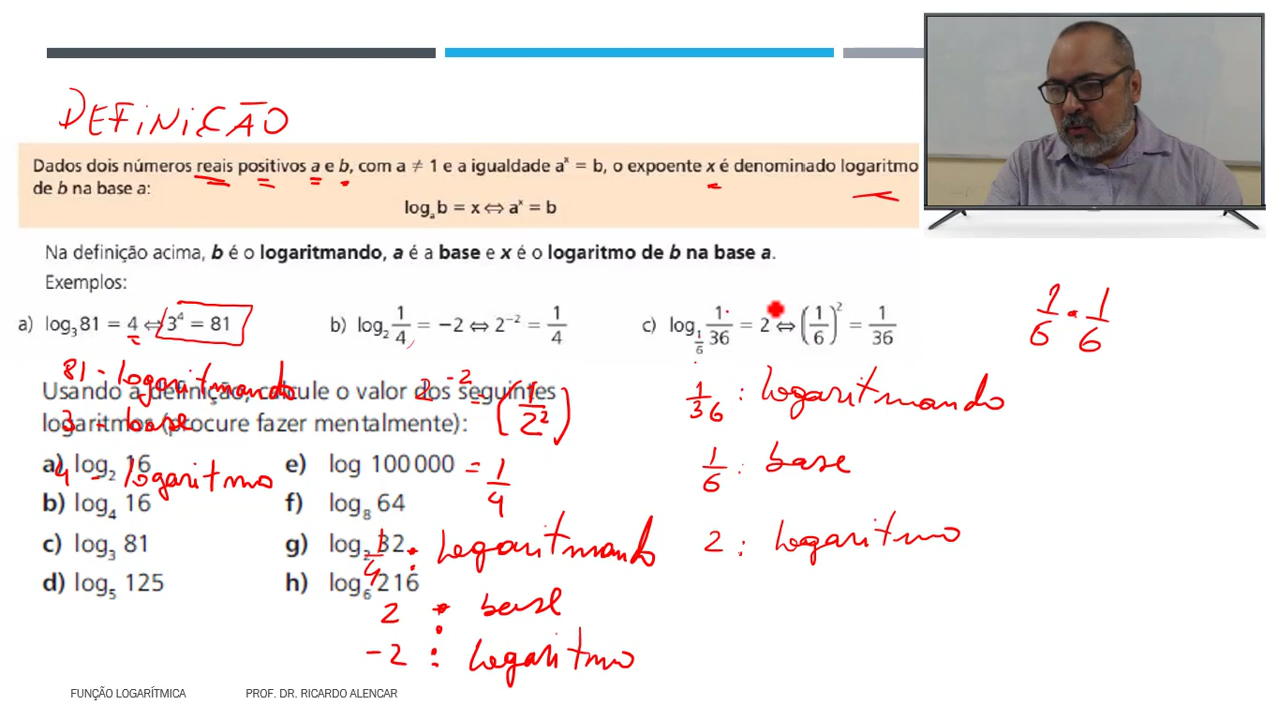 DEFINIÇÃO
Dados dois números reais positivos a e b, com a ≠ 1 e a igualdade aˣ = b, o expoente x é denominado logaritmo
de b na base a:
logₐb = x ⇔ aˣ = b
Na definição acima, b é o logaritmando, a é a base e x é o logaritmo de b na base a.
Exemplos:
a) log₃81 = 4 ⇔ 3⁴ = 81
b) log₂ 1/4 = −2 ⇔ 2⁻² = 1/4
c) log_(1/6) 1/36 = 2 ⇔ (1/6)² = 1/36
1/6 · 1/6
81 - logaritmando
3 - base
4 - logaritmo
Usando a definição, calcule o valor dos seguintes
logaritmos (procure fazer mentalmente):
a) log₂ 16
b) log₄ 16
c) log₃ 81
d) log₅ 125
e) log 100 000
f) log₈ 64
g) log₂ 32
h) log₆ 216
2⁻² = (1/2²)
= 1/4
1/4 : logaritmando
2 : base
-2 : logaritmo
1/36 : logaritmando
1/6 : base
2 : logaritmo
FUNÇÃO LOGARÍTMICA PROF. DR. RICARDO ALENCAR